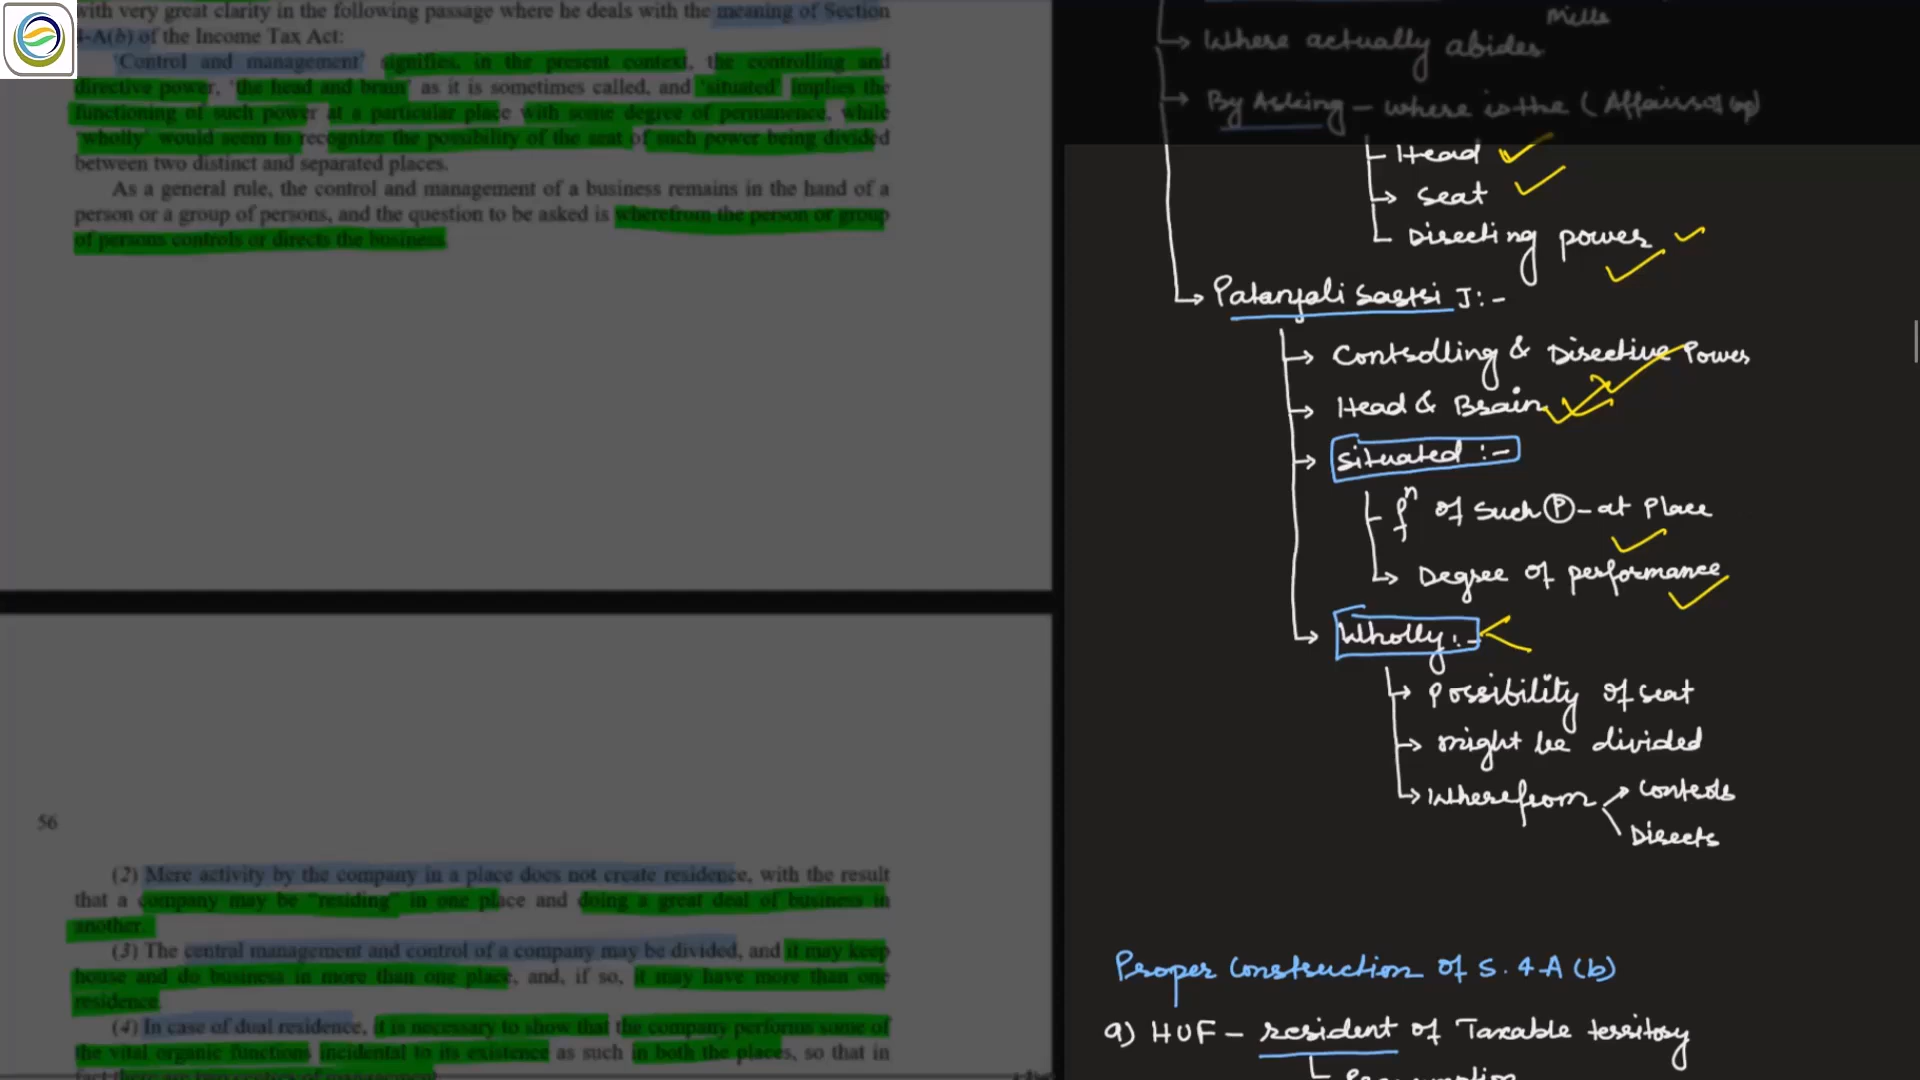 with very great clarity in the following passage where he deals with the meaning of Section
4-A(b) of the Income Tax Act:
'Control and management' signifies, in the present context, the controlling and
directive power, 'the head and brain' as it is sometimes called, and 'situated' implies the
functioning of such power at a particular place with some degree of permanence, while
'wholly' would seem to recognize the possibility of the seat of such power being divided
between two distinct and separated places.
As a general rule, the control and management of a business remains in the hand of a
person or a group of persons, and the question to be asked is wherefrom the person or group
of persons controls or directs the business.
56
(2) Mere activity by the company in a place does not create residence, with the result
that a company may be "residing" in one place and doing a great deal of business in
another.
(3) The central management and control of a company may be divided, and it may keep
house and do business in more than one place, and, if so, it may have more than one
residence.
(4) In case of dual residence, it is necessary to show that the company performs some of
the vital organic functions incidental to its existence as such in both the places, so that in
fact there are two centres of management.
Where actually abides
By Asking - where is the (Affairs of
Head
Seat
Directing power
Patanjali Sastri J:-
Controlling & Directive Power
Head & Brain
Situated :-
fn of Such P - at Place
Degree of performance
Wholly :-
Possibility of seat
might be divided
Wherefrom
Controls
Directs
Proper Construction of S. 4-A (b)
a) HUF - resident of Taxable territory
Presumption